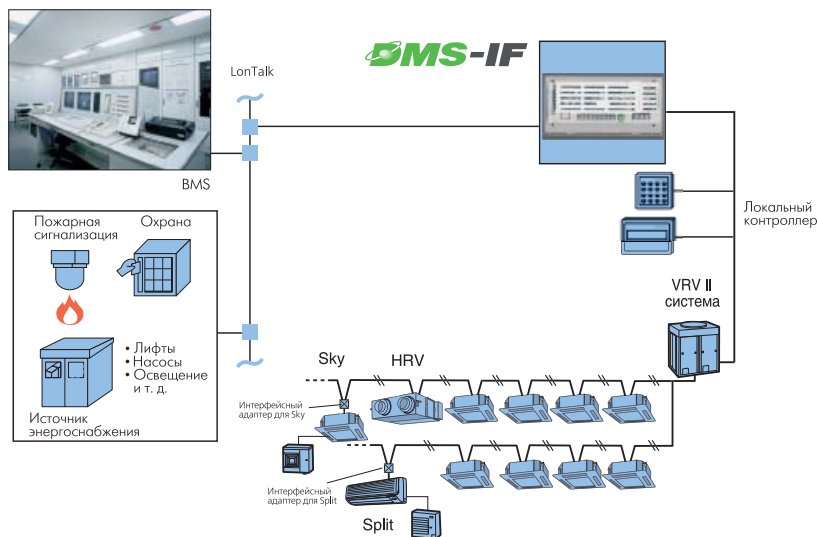 LonTalk
DMS-IF
BMS
Пожарная
сигнализация
Охрана
• Лифты
• Насосы
• Освещение
и т. д.
Источник
энергоснабжения
Локальный
контроллер
VRV II
система
Sky
HRV
Интерфейсный
адаптер для Sky
Интерфейсный
адаптер для Split
Split